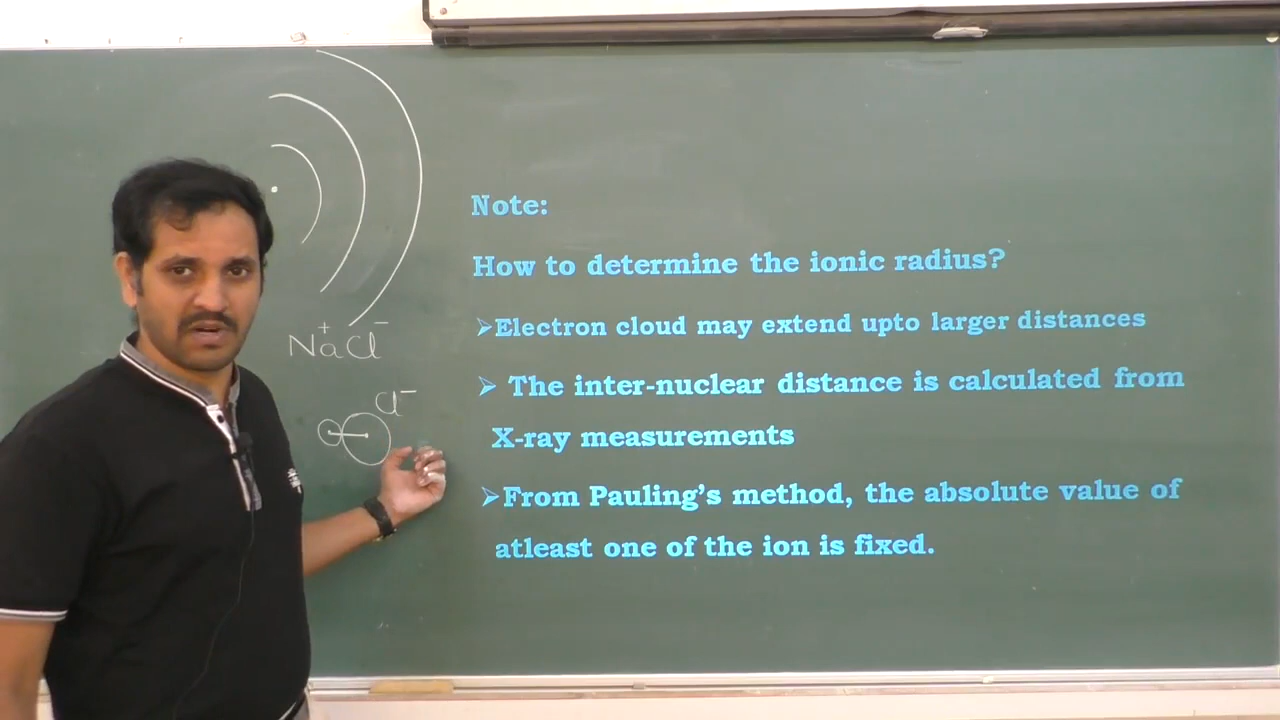 Note:
How to determine the ionic radius?
➢Electron cloud may extend upto larger distances
➢ The inter-nuclear distance is calculated from
X-ray measurements
➢From Pauling's method, the absolute value of
atleast one of the ion is fixed.
Na⁺Cl⁻
Cl⁻